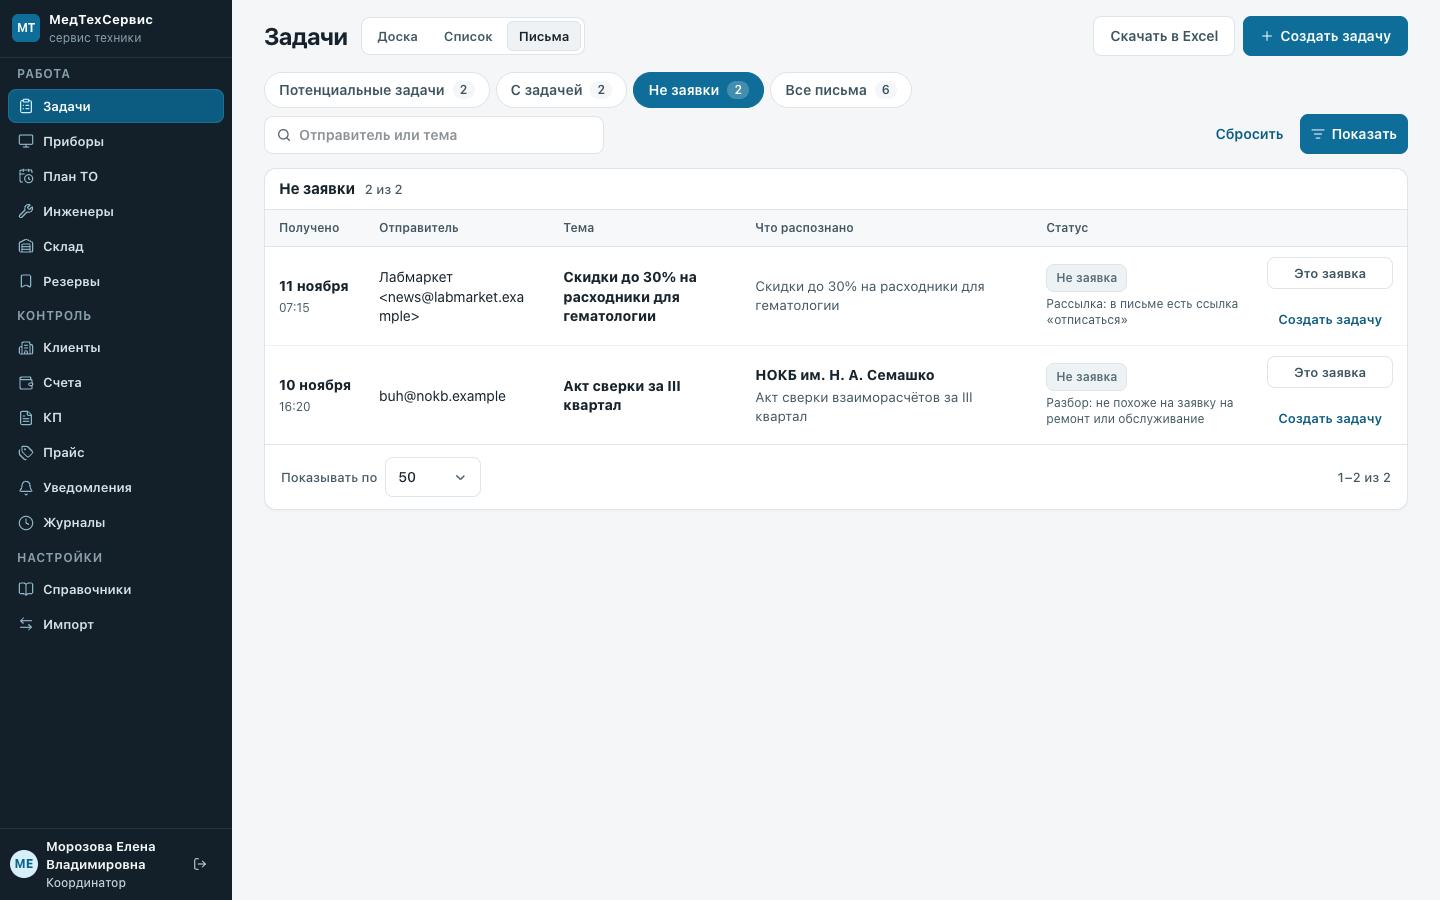 МТ
МедТехСервис
сервис техники
РАБОТА
Задачи
Приборы
План ТО
Инженеры
Склад
Резервы
КОНТРОЛЬ
Клиенты
Счета
КП
Прайс
Уведомления
Журналы
НАСТРОЙКИ
Справочники
Импорт
МЕ
Морозова Елена
Владимировна
Координатор
Задачи
Доска Список Письма
Скачать в Excel
+ Создать задачу
Потенциальные задачи 2
С задачей 2
Не заявки 2
Все письма 6
Отправитель или тема
Сбросить
Показать
Не заявки 2 из 2
Получено Отправитель Тема Что распознано Статус
11 ноября
07:15
Лабмаркет
<news@labmarket.exa
mple>
Скидки до 30% на
расходники для
гематологии
Скидки до 30% на расходники для
гематологии
Не заявка
Рассылка: в письме есть ссылка
«отписаться»
Это заявка
Создать задачу
10 ноября
16:20
buh@nokb.example
Акт сверки за III
квартал
НОКБ им. Н. А. Семашко
Акт сверки взаиморасчётов за III
квартал
Не заявка
Разбор: не похоже на заявку на
ремонт или обслуживание
Это заявка
Создать задачу
Показывать по 50
1–2 из 2